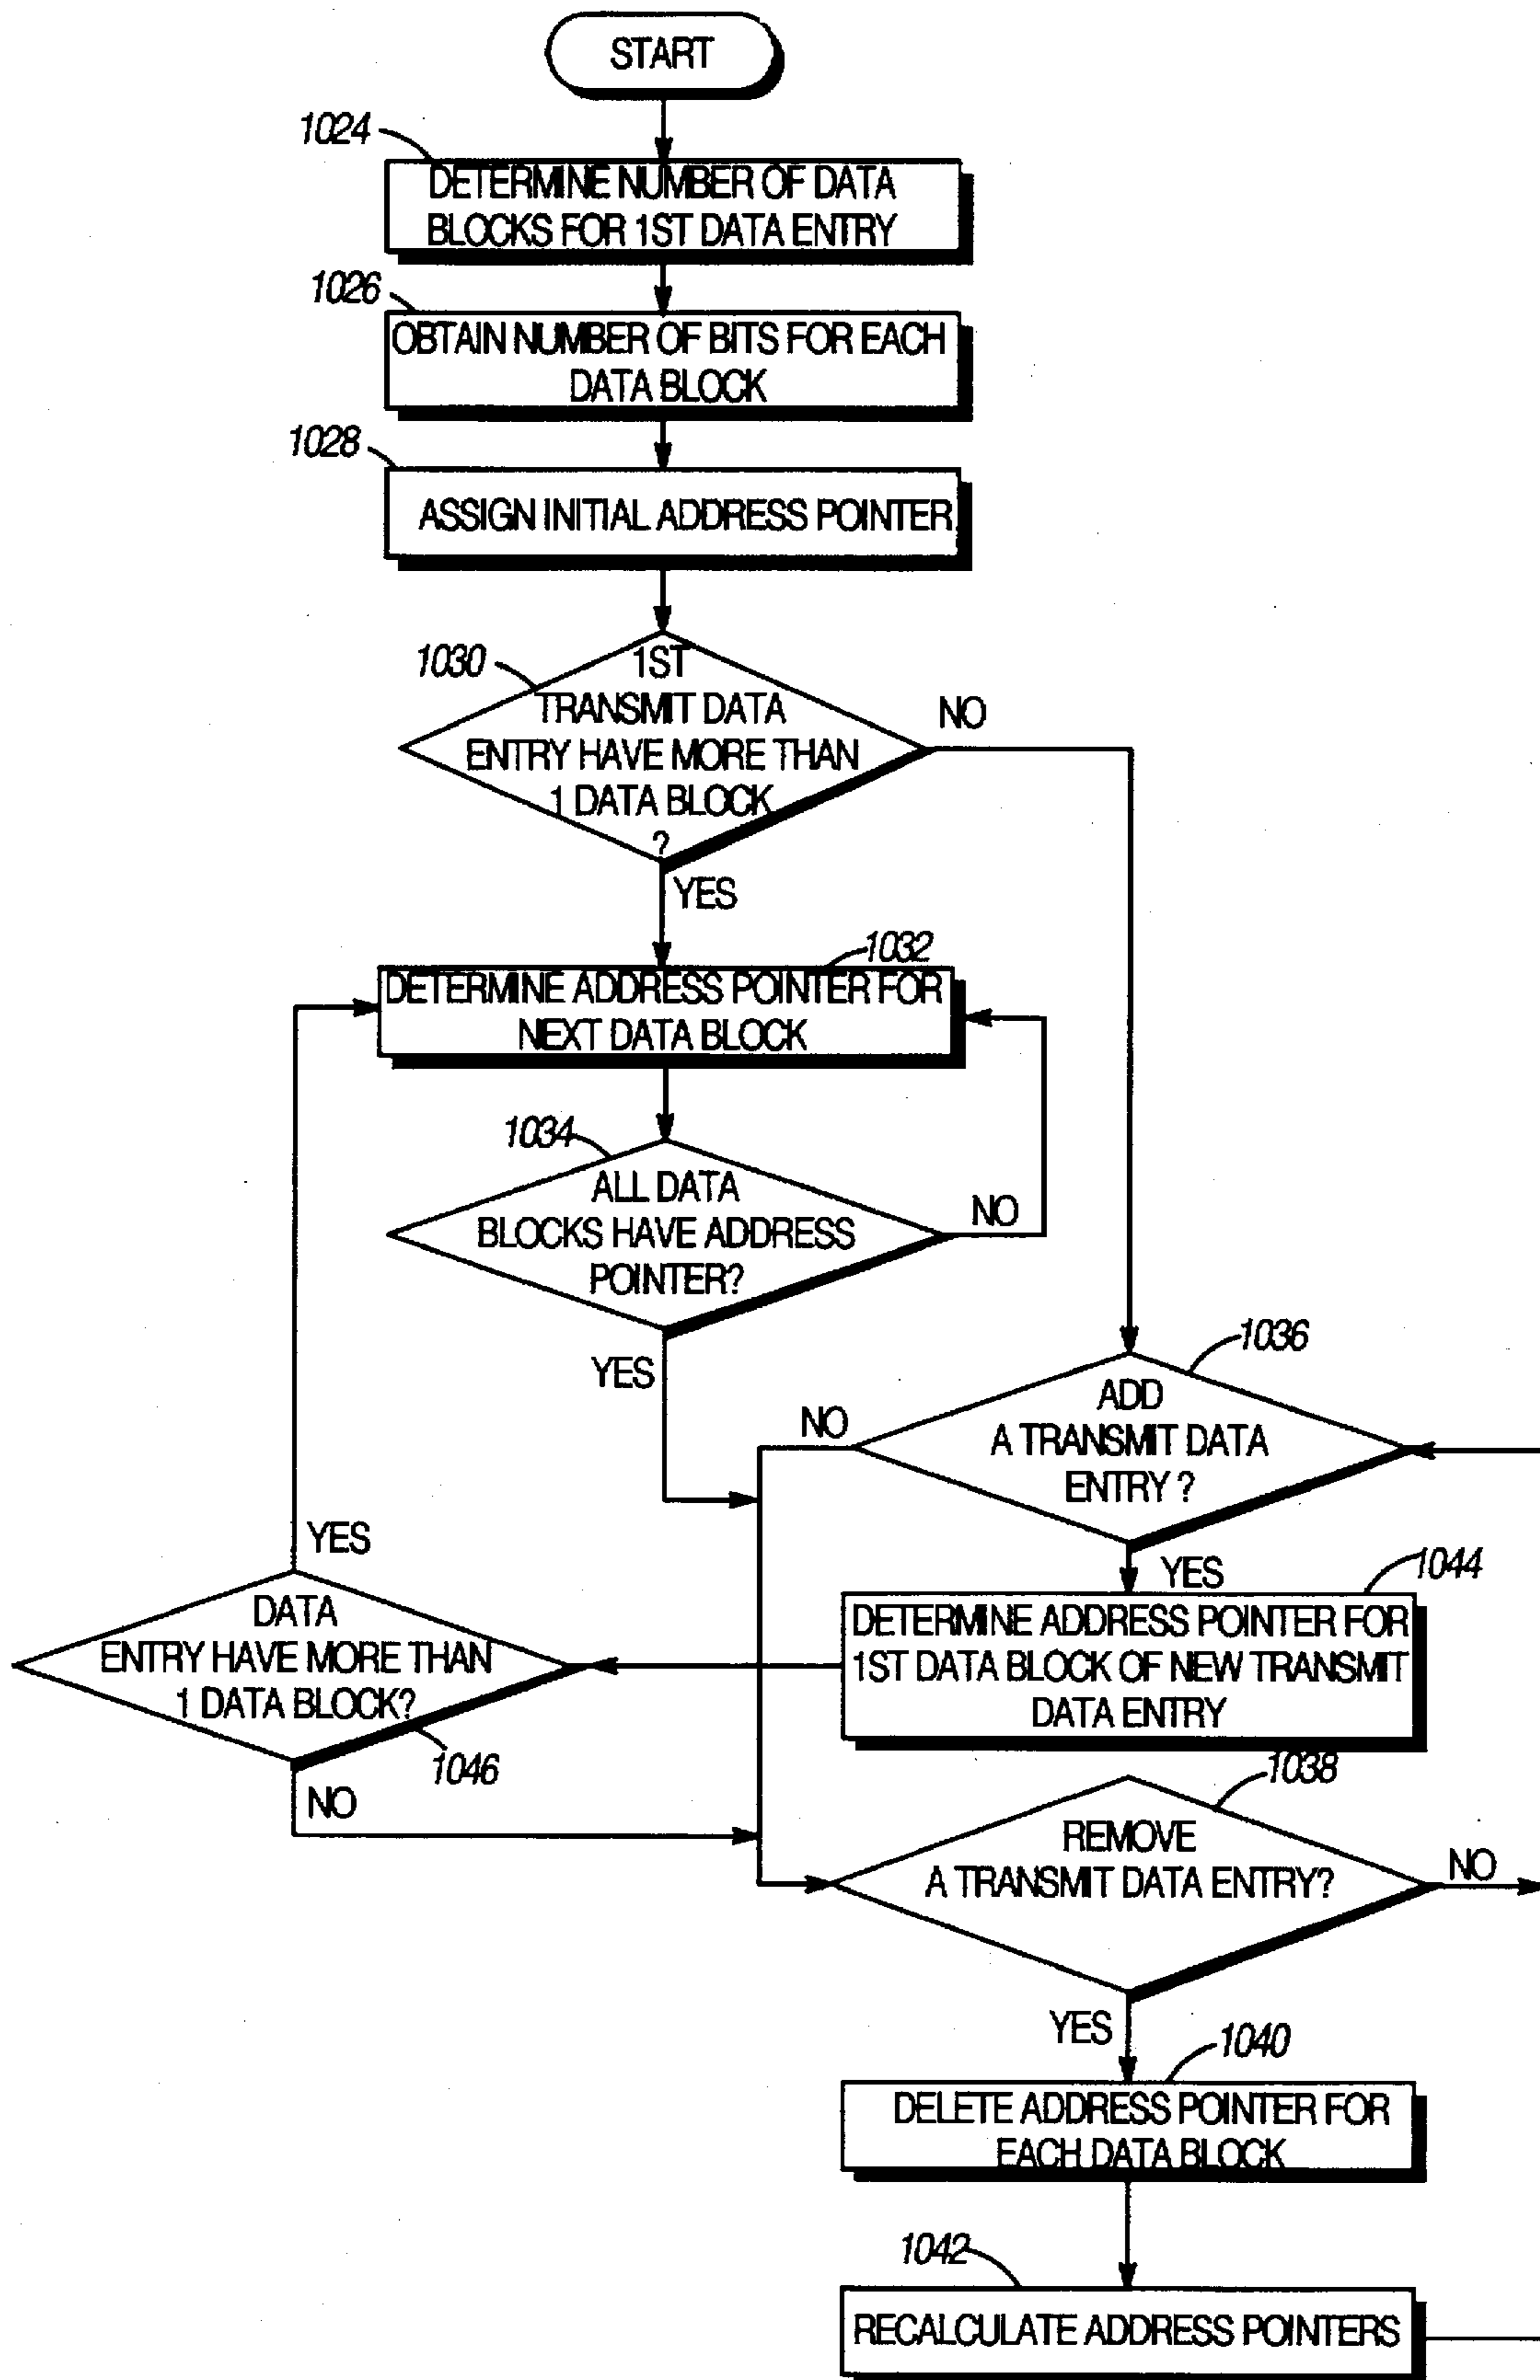 START
1024
DETERMINE NUMBER OF DATA
BLOCKS FOR 1ST DATA ENTRY
1026
OBTAIN NUMBER OF BITS FOR EACH
DATA BLOCK
1028
ASSIGN INITIAL ADDRESS POINTER
1030
1ST
TRANSMIT DATA
ENTRY HAVE MORE THAN
1 DATA BLOCK
?
NO
YES
1032
DETERMINE ADDRESS POINTER FOR
NEXT DATA BLOCK
1034
ALL DATA
BLOCKS HAVE ADDRESS
POINTER?
NO
YES
1036
ADD
A TRANSMIT DATA
ENTRY ?
NO
YES
1044
DETERMINE ADDRESS POINTER FOR
1ST DATA BLOCK OF NEW TRANSMIT
DATA ENTRY
YES
DATA
ENTRY HAVE MORE THAN
1 DATA BLOCK?
1046
NO
1038
REMOVE
A TRANSMIT DATA ENTRY?
NO
YES
1040
DELETE ADDRESS POINTER FOR
EACH DATA BLOCK
1042
RECALCULATE ADDRESS POINTERS